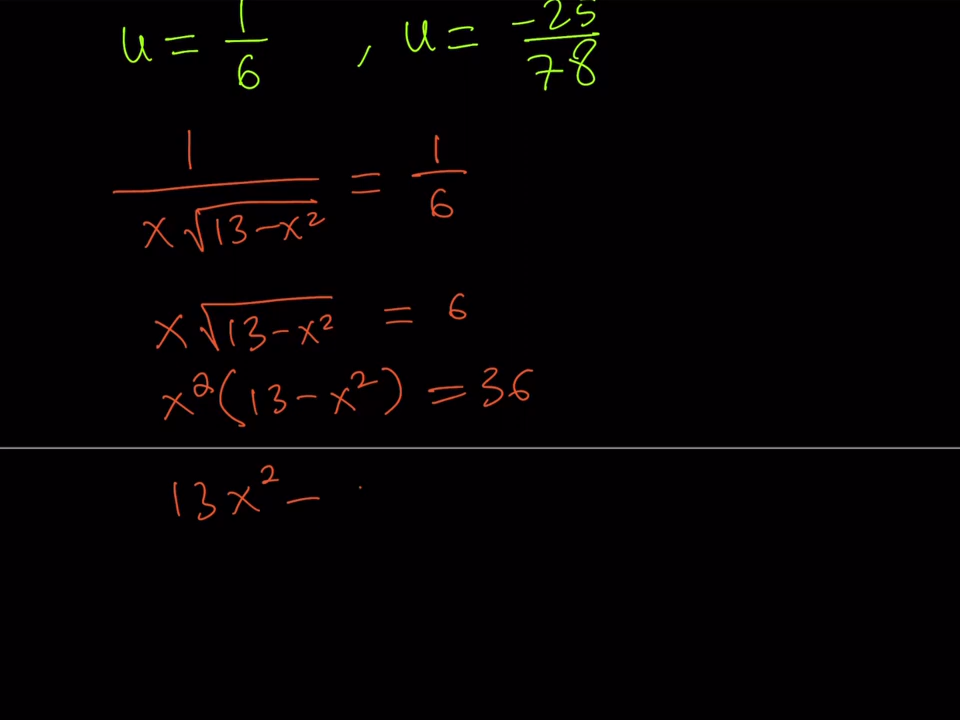 u = 1/6 , u = -25/78
1/(x√(13-x²)) = 1/6
x√(13-x²) = 6
x²(13-x²) = 36
13x² -